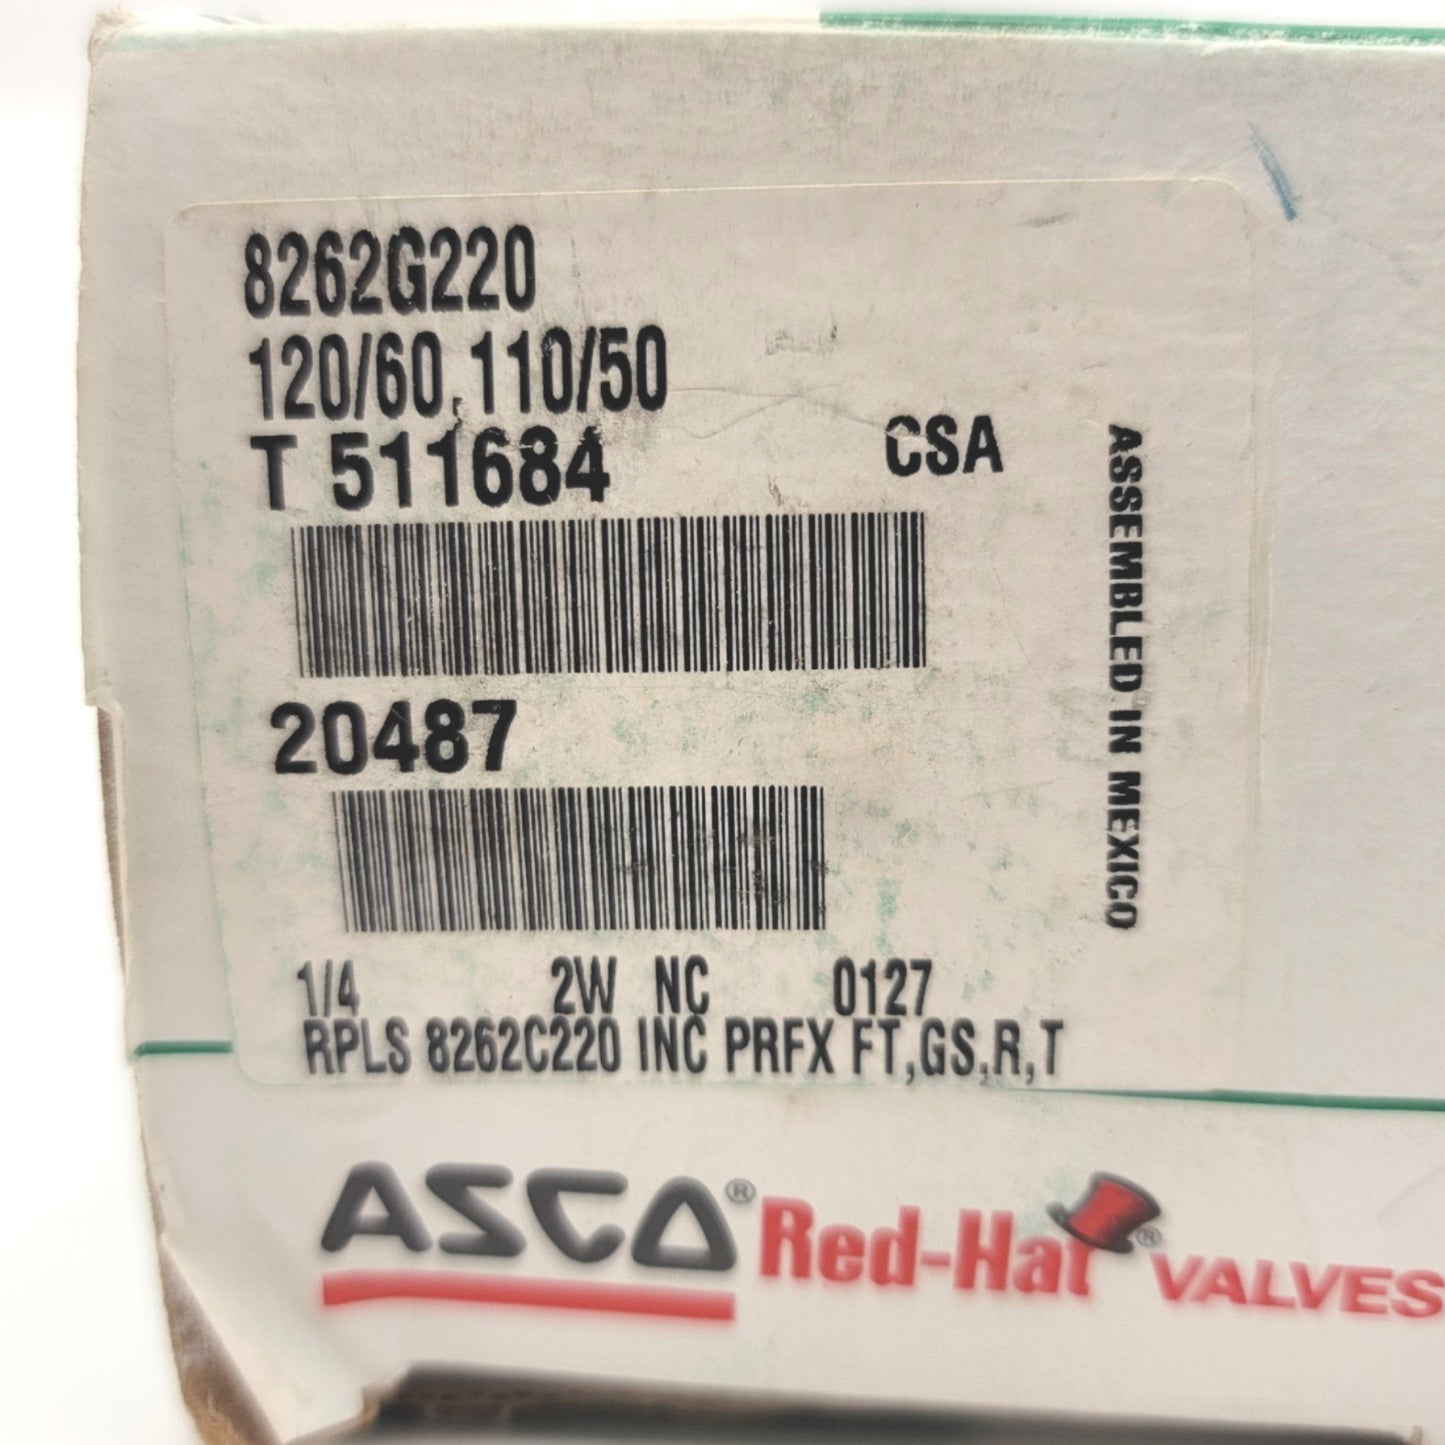 8262G220
120/60,110/50
T 511684
CSA
ASSEMBLED IN MEXICO
20487
1/4 2W NC 0127
RPLS 8262C220 INC PRFX FT,GS,R,T
ASCO® Red-Hat® VALVES